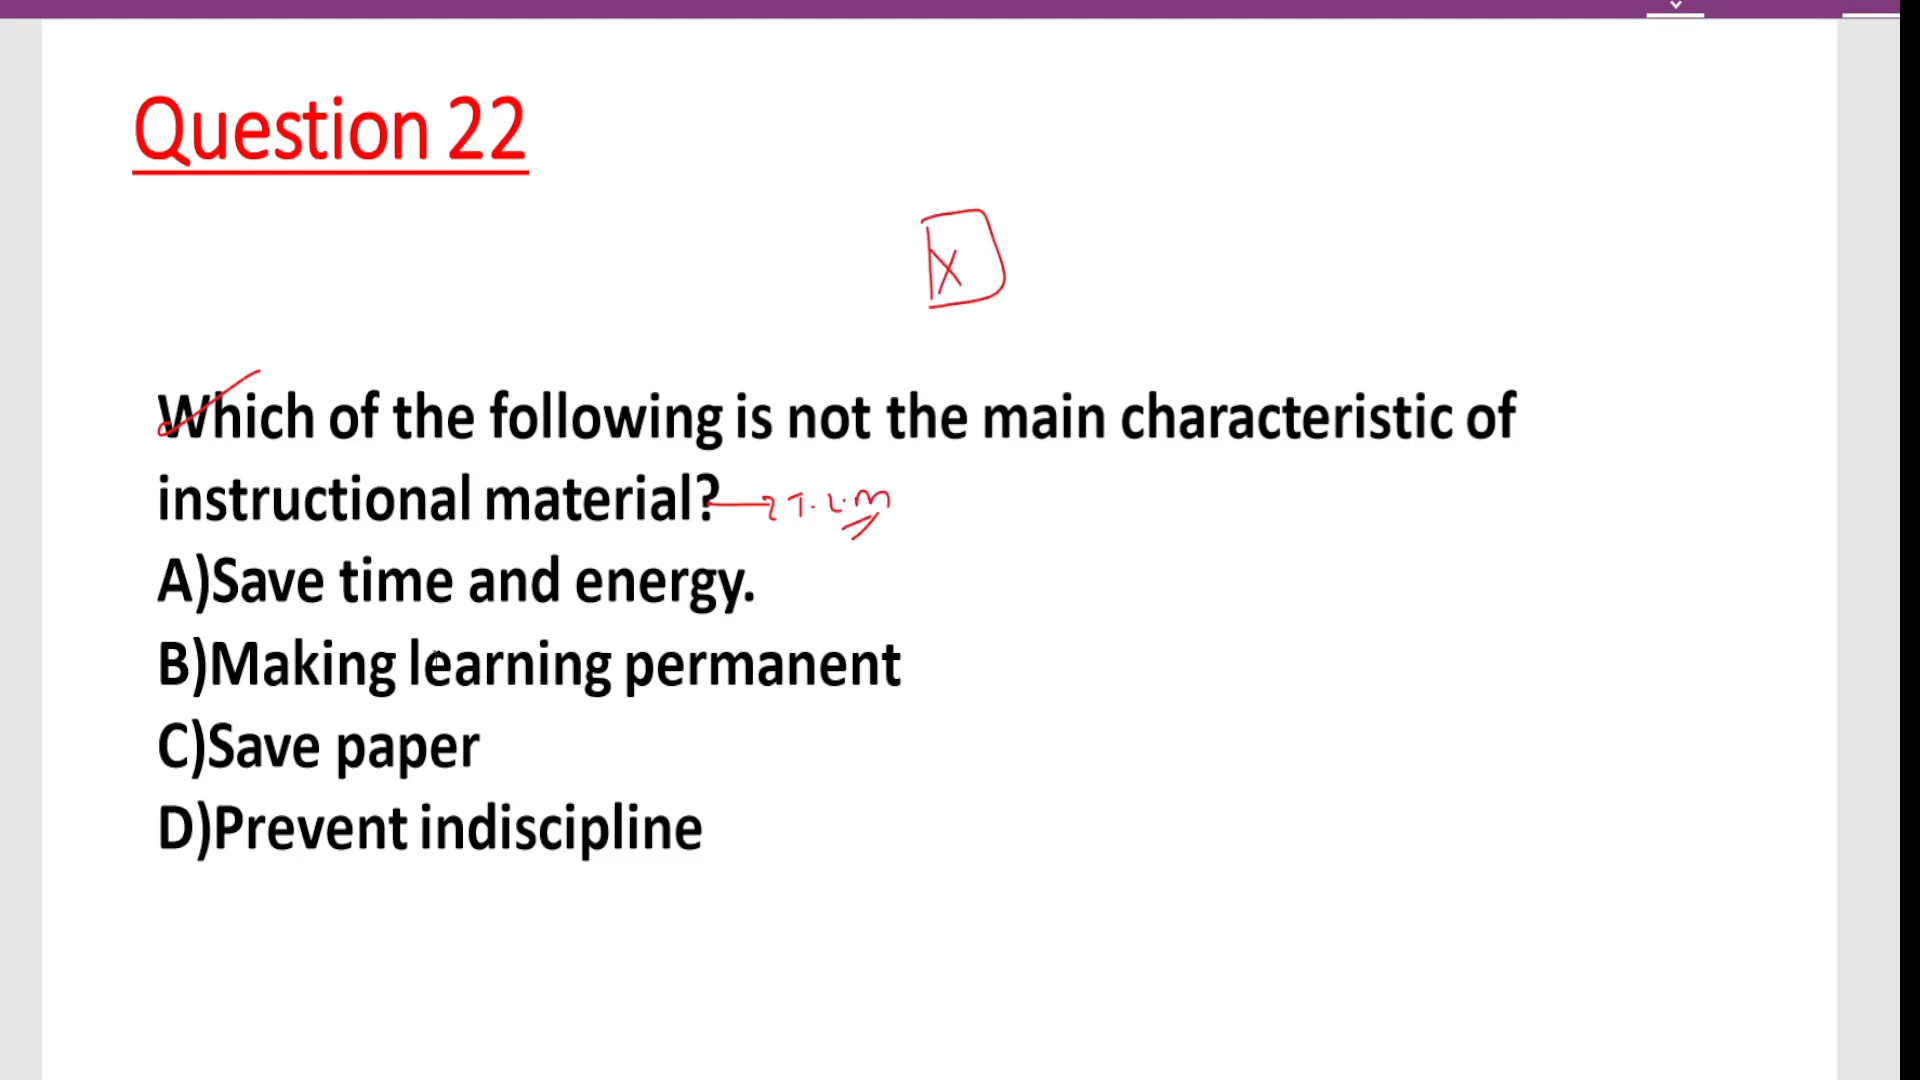 Question 22
X
Which of the following is not the main characteristic of
instructional material? T.L.M
A)Save time and energy.
B)Making learning permanent
C)Save paper
D)Prevent indiscipline